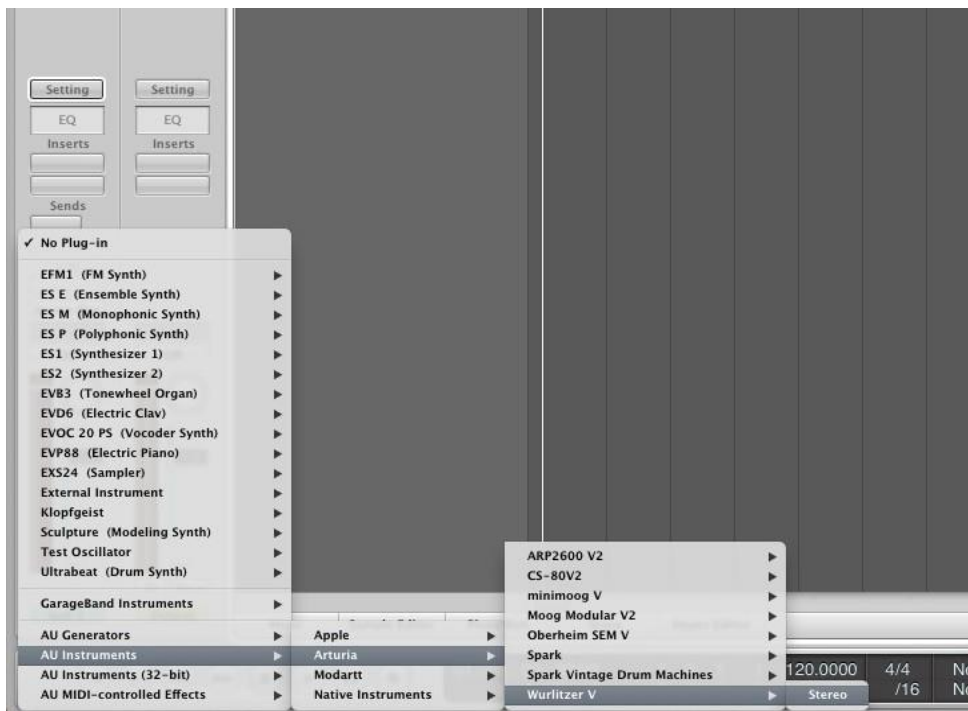 Setting
Setting
EQ
EQ
Inserts
Inserts
Sends
✓ No Plug-in
EFM1 (FM Synth)
ES E (Ensemble Synth)
ES M (Monophonic Synth)
ES P (Polyphonic Synth)
ES1 (Synthesizer 1)
ES2 (Synthesizer 2)
EVB3 (Tonewheel Organ)
EVD6 (Electric Clav)
EVOC 20 PS (Vocoder Synth)
EVP88 (Electric Piano)
EXS24 (Sampler)
External Instrument
Klopfgeist
Sculpture (Modeling Synth)
Test Oscillator
Ultrabeat (Drum Synth)
GarageBand Instruments
AU Generators
AU Instruments
AU Instruments (32-bit)
AU MIDI-controlled Effects
Apple
Arturia
Modartt
Native Instruments
ARP2600 V2
CS-80V2
minimoog V
Moog Modular V2
Oberheim SEM V
Spark
Spark Vintage Drum Machines
Wurlitzer V
Stereo
120.0000
4/4
/16